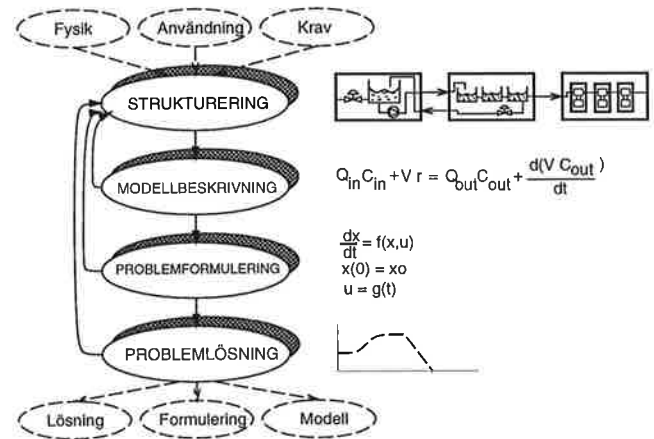 Fysik
Användning
Krav
STRUKTURERING
MODELLBESKRIVNING
Q_in C_in + V r = Q_out C_out + d(V C_out)/dt
PROBLEMFORMULERING
dx/dt = f(x,u)
x(0) = xo
u = g(t)
PROBLEMLÖSNING
Lösning
Formulering
Modell